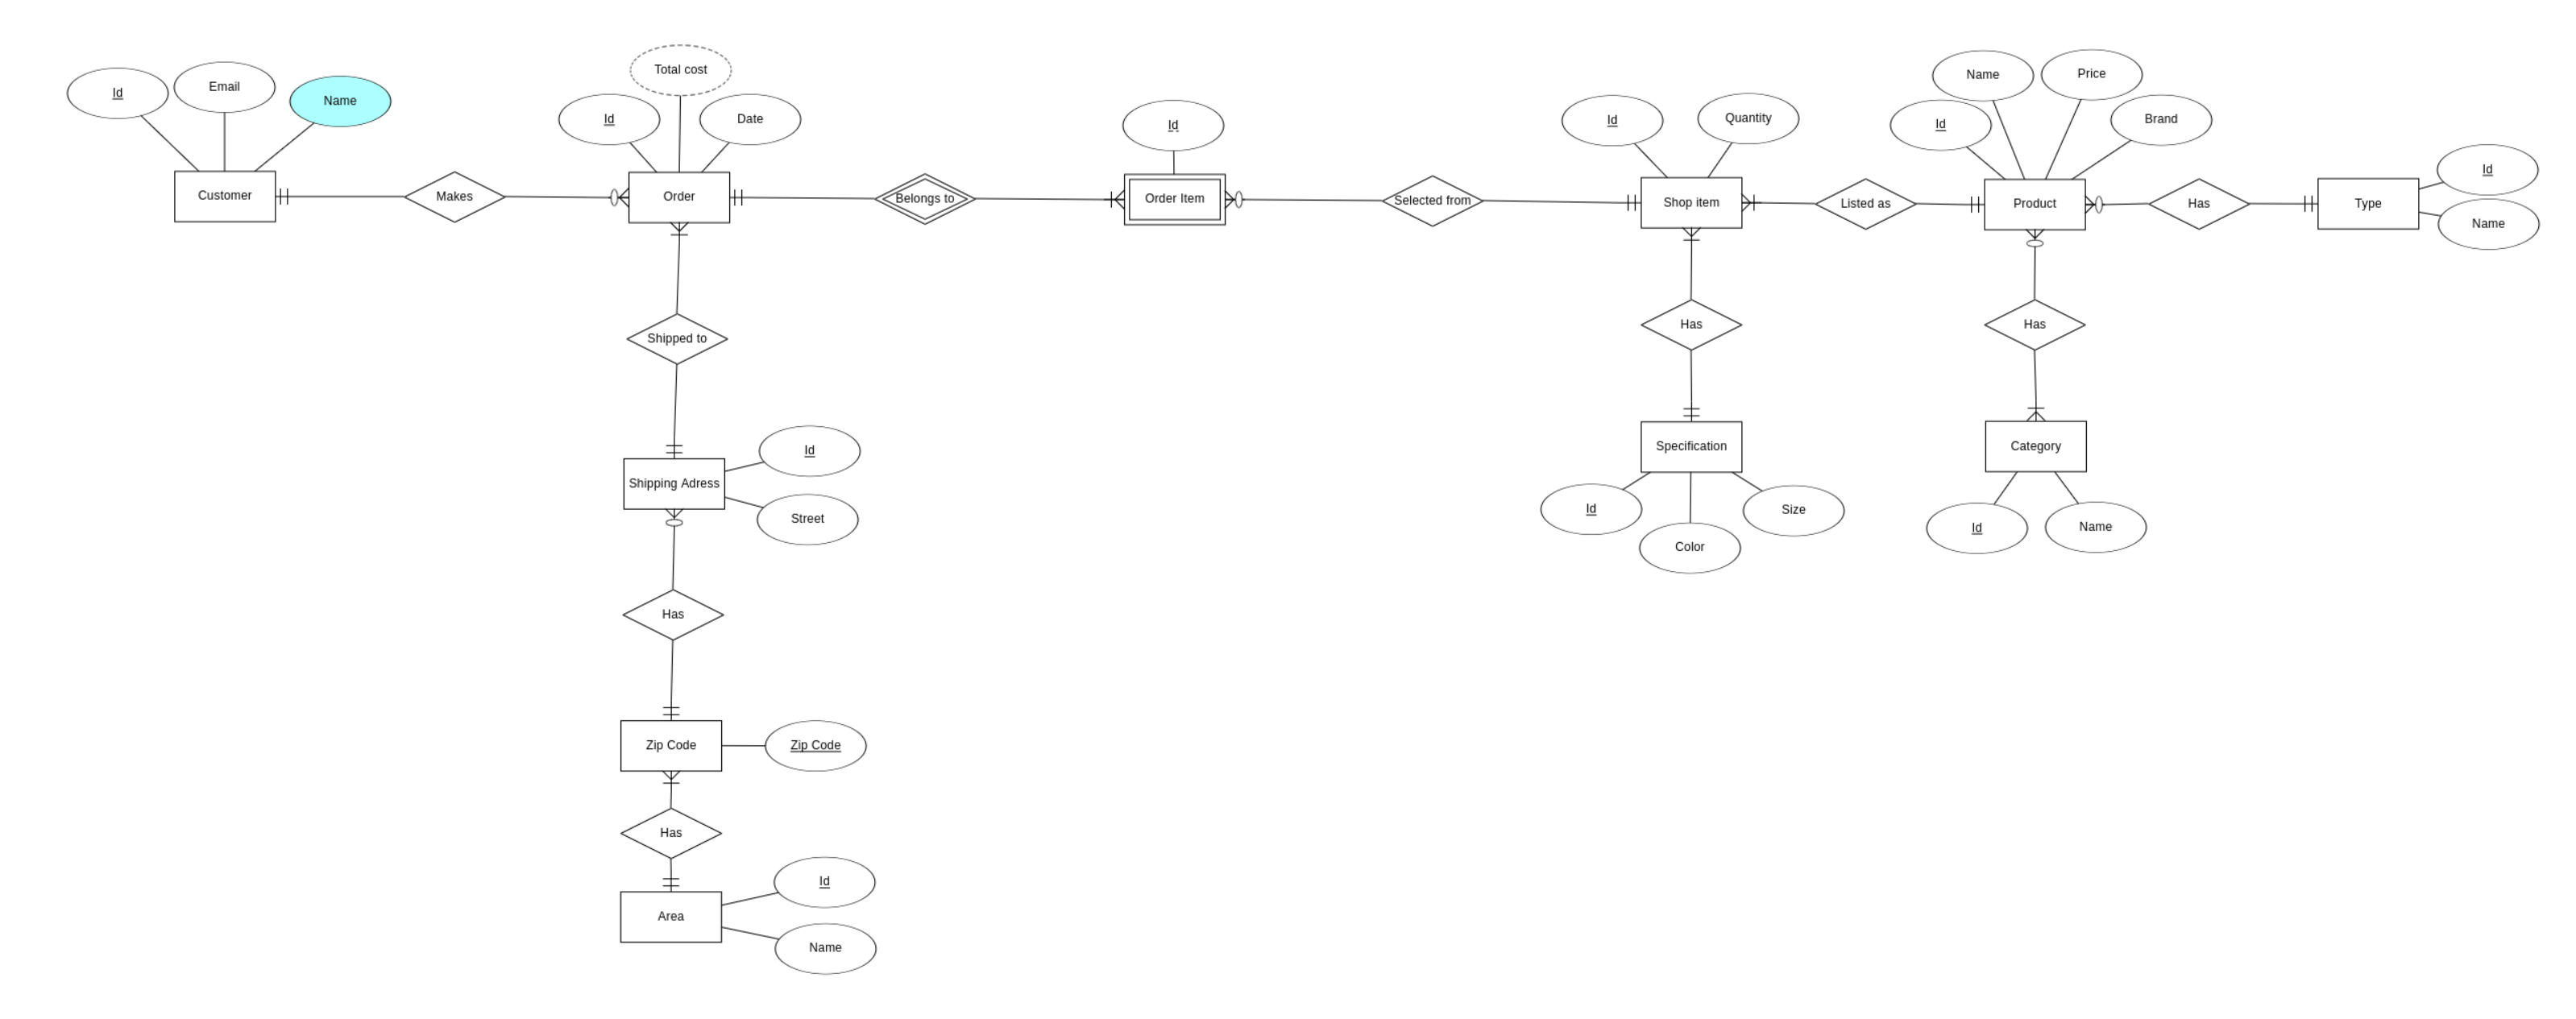 Total cost
Id
Email
Name
Id
Date
Id
Id
Quantity
Name
Price
Id
Brand
Id
Name
Customer
Makes
Order
Belongs to
Order Item
Selected from
Shop item
Listed as
Product
Has
Type
Shipped to
Has
Has
Shipping Adress
Id
Street
Specification
Id
Color
Size
Category
Id
Name
Has
Zip Code
Zip Code
Has
Area
Id
Name